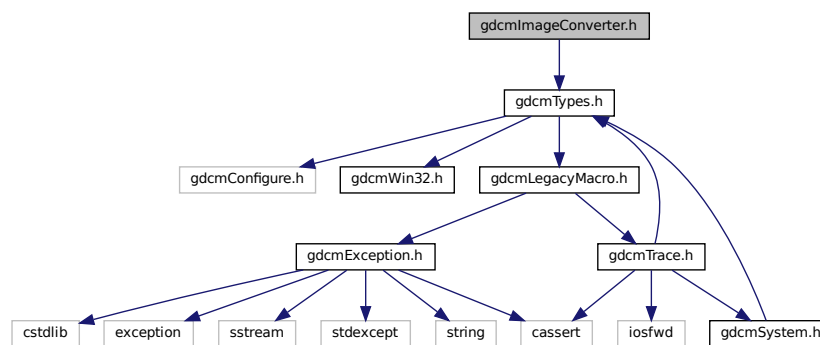 gdcmImageConverter.h
gdcmTypes.h
gdcmConfigure.h
gdcmWin32.h
gdcmLegacyMacro.h
gdcmException.h
gdcmTrace.h
cstdlib
exception
sstream
stdexcept
string
cassert
iosfwd
gdcmSystem.h